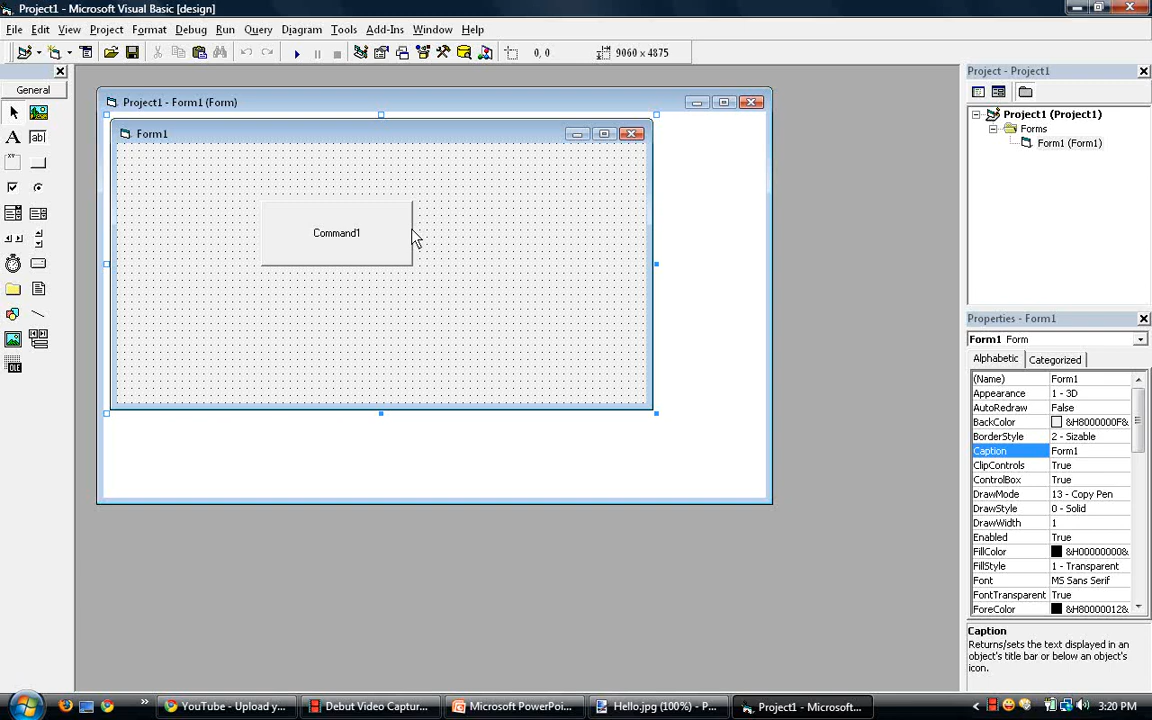 Project1 - Microsoft Visual Basic [design]
File Edit View Project Format Debug Run Query Diagram Tools Add-Ins Window Help
0, 0
9060 x 4875
General
A
ab|
OLE
Project1 - Form1 (Form)
Form1
Command1
Project - Project1
Project1 (Project1)
Forms
Form1 (Form1)
Properties - Form1
Form1 Form
Alphabetic Categorized
(Name) Form1
Appearance 1 - 3D
AutoRedraw False
BackColor &H8000000F&
BorderStyle 2 - Sizable
Caption Form1
ClipControls True
ControlBox True
DrawMode 13 - Copy Pen
DrawStyle 0 - Solid
DrawWidth 1
Enabled True
FillColor &H00000000&
FillStyle 1 - Transparent
Font MS Sans Serif
FontTransparent True
ForeColor &H80000012&
Caption
Returns/sets the text displayed in an
object's title bar or below an object's
icon.
YouTube - Upload y...
Debut Video Captur...
Microsoft PowerPoi...
Hello.jpg (100%) - P...
Project1 - Microsoft...
3:20 PM